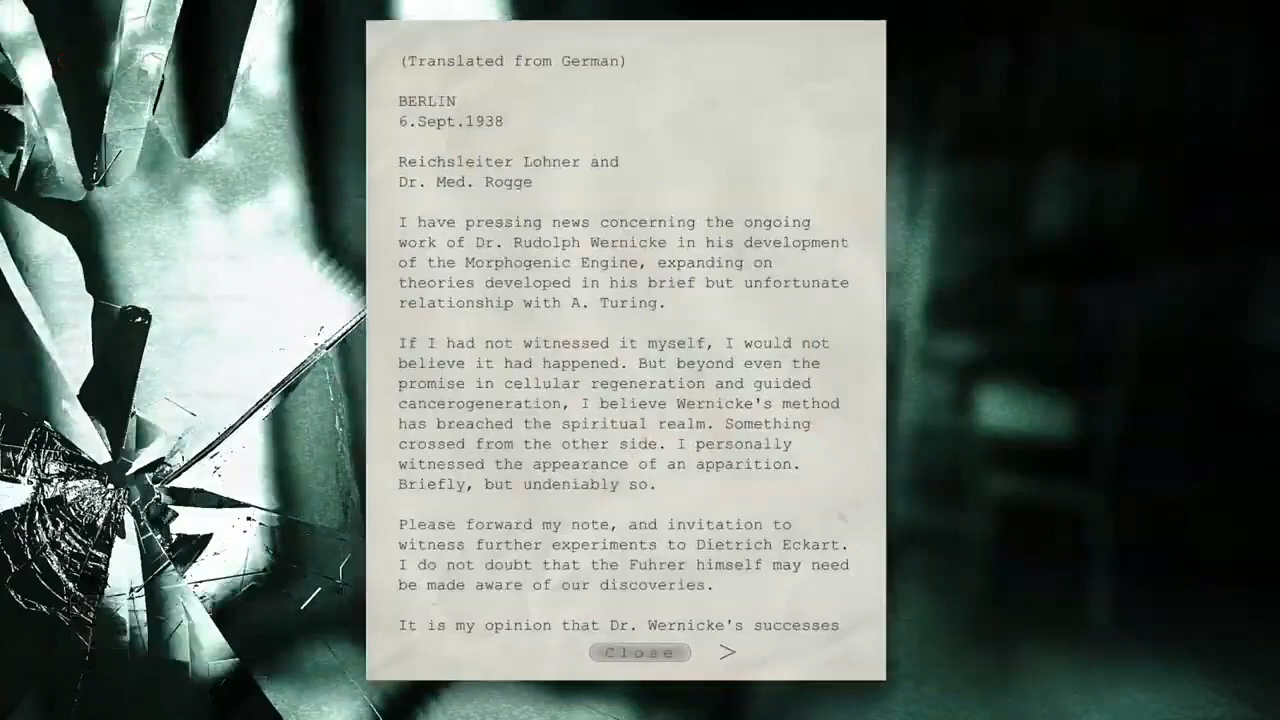 (Translated from German)
BERLIN
6.Sept.1938
Reichsleiter Lohner and
Dr. Med. Rogge
I have pressing news concerning the ongoing
work of Dr. Rudolph Wernicke in his development
of the Morphogenic Engine, expanding on
theories developed in his brief but unfortunate
relationship with A. Turing.
If I had not witnessed it myself, I would not
believe it had happened. But beyond even the
promise in cellular regeneration and guided
cancerogeneration, I believe Wernicke's method
has breached the spiritual realm. Something
crossed from the other side. I personally
witnessed the appearance of an apparition.
Briefly, but undeniably so.
Please forward my note, and invitation to
witness further experiments to Dietrich Eckart.
I do not doubt that the Fuhrer himself may need
be made aware of our discoveries.
It is my opinion that Dr. Wernicke's successes
Close >